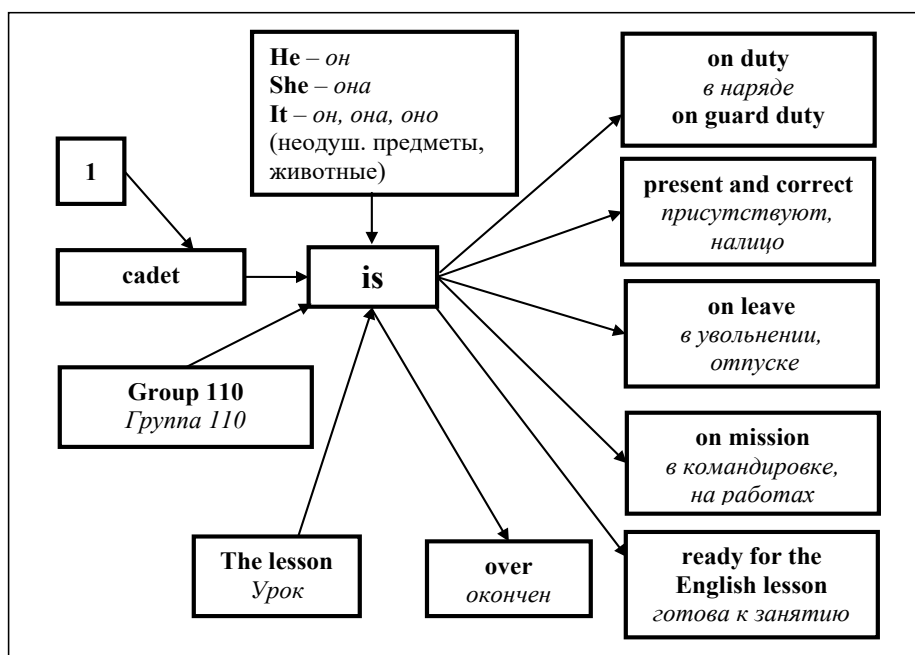 He – он
She – она
It – он, она, оно
(неодуш. предметы,
животные)
1
cadet
Group 110
Группа 110
The lesson
Урок
is
over
окончен
on duty
в наряде
on guard duty
present and correct
присутствуют,
налицо
on leave
в увольнении,
отпуске
on mission
в командировке,
на работах
ready for the
English lesson
готова к занятию